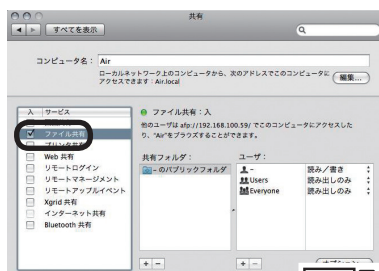 共有
すべてを表示
コンピュータ名： Air
ローカルネットワーク上のコンピュータから、次のアドレスでこのコンピュータに
アクセスできます：Air.local
編集...
入 サービス
ファイル共有
プリンタ共有
Web 共有
リモートログイン
リモートマネージメント
リモートアップルイベント
Xgrid 共有
インターネット共有
Bluetooth 共有
ファイル共有：入
他のユーザは afp://192.168.100.59/ でこのコンピュータにアクセスした
り、"Air"をブラウズすることができます。
共有フォルダ：
- のパブリックフォルダ
ユーザ：
- 読み／書き
Users 読み出しのみ
Everyone 読み出しのみ
+ -
+ -